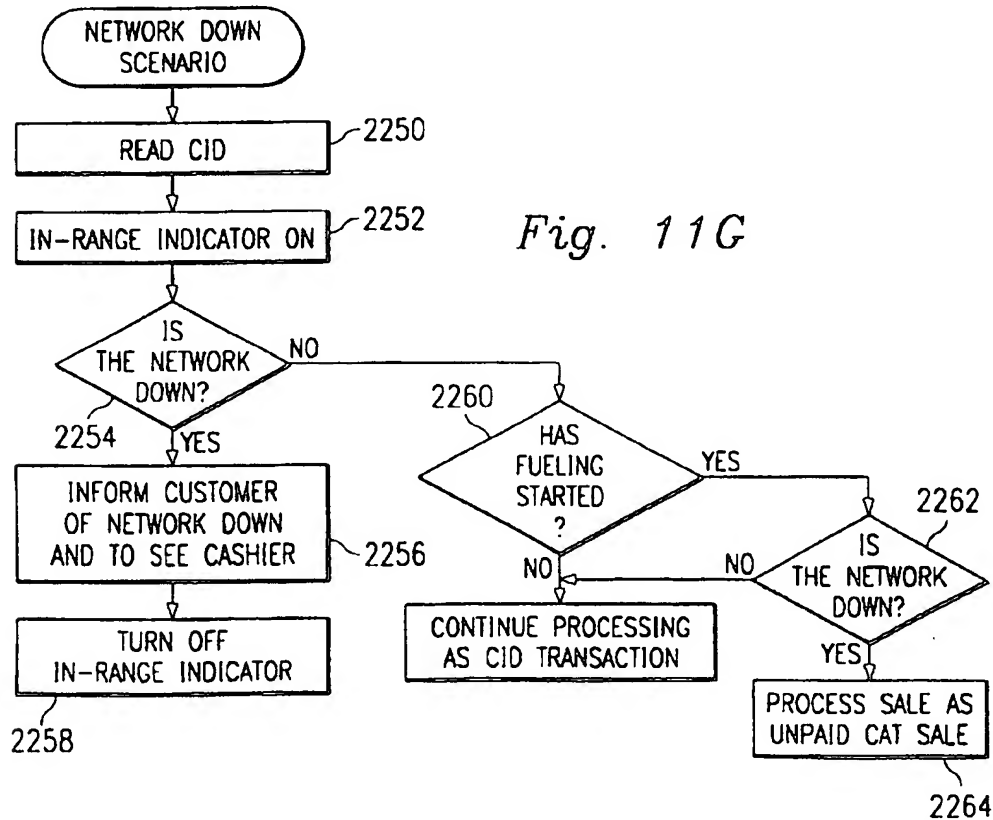 NETWORK DOWN
SCENARIO
READ CID
2250
IN-RANGE INDICATOR ON
2252
Fig. 11G
IS
THE NETWORK
DOWN?
NO
2254
YES
INFORM CUSTOMER
OF NETWORK DOWN
AND TO SEE CASHIER
2256
TURN OFF
IN-RANGE INDICATOR
2258
2260
HAS
FUELING
STARTED
?
YES
NO
2262
IS
THE NETWORK
DOWN?
NO
YES
CONTINUE PROCESSING
AS CID TRANSACTION
PROCESS SALE AS
UNPAID CAT SALE
2264